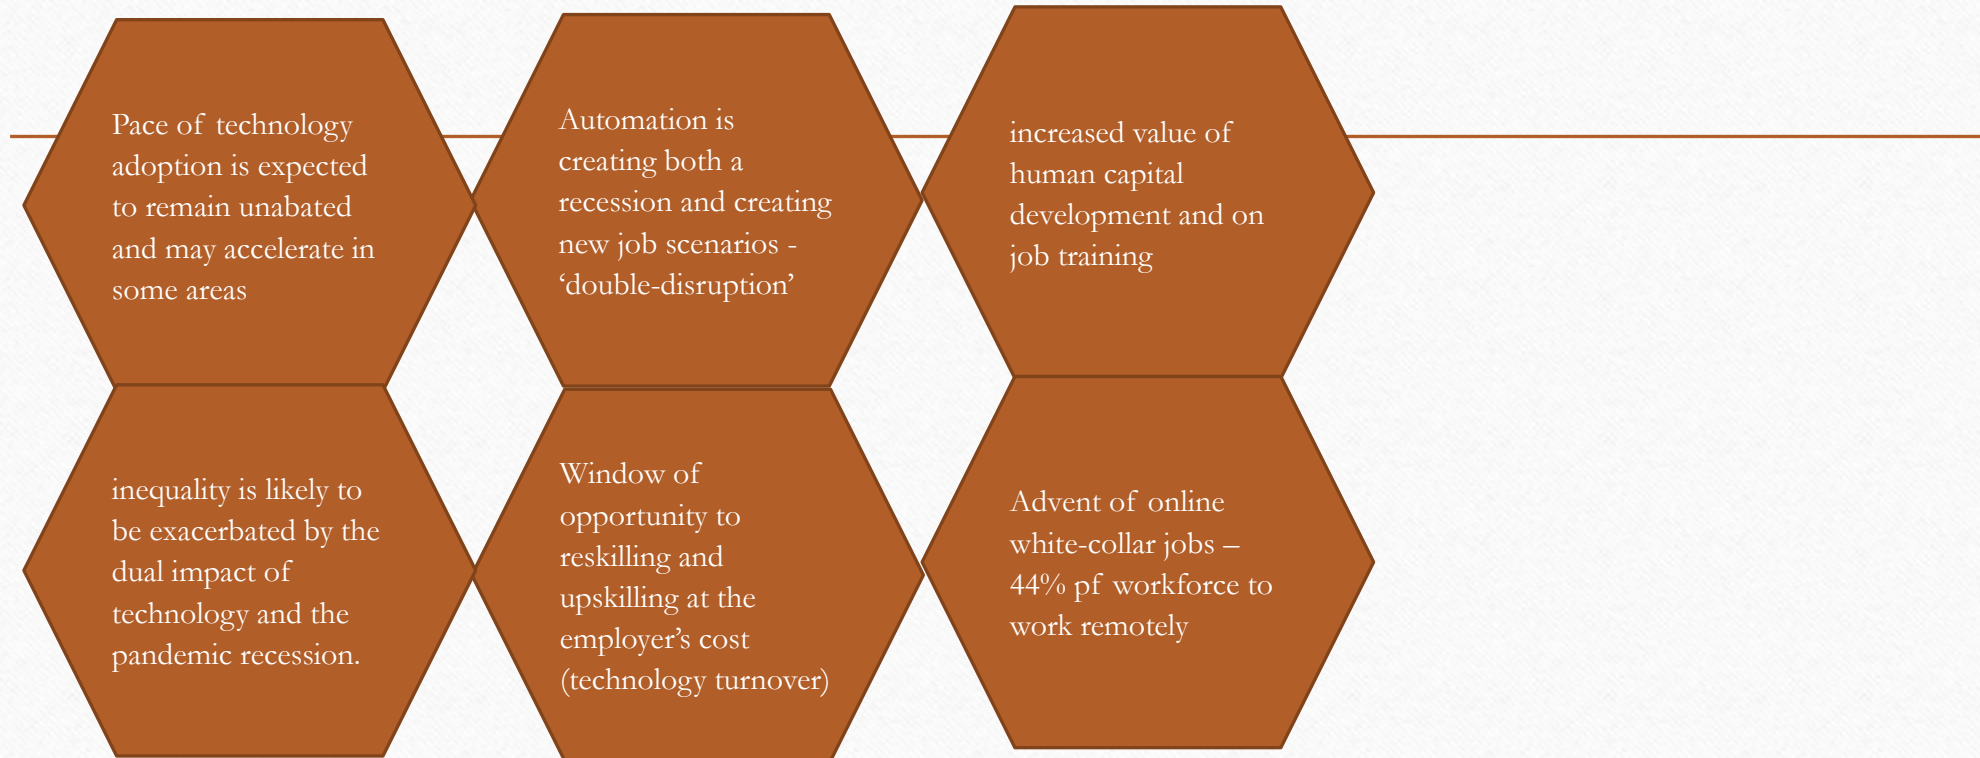 Pace of technology
adoption is expected
to remain unabated
and may accelerate in
some areas
Automation is
creating both a
recession and creating
new job scenarios -
‘double-disruption’
increased value of
human capital
development and on
job training
inequality is likely to
be exacerbated by the
dual impact of
technology and the
pandemic recession.
Window of
opportunity to
reskilling and
upskilling at the
employer’s cost
(technology turnover)
Advent of online
white-collar jobs –
44% pf workforce to
work remotely